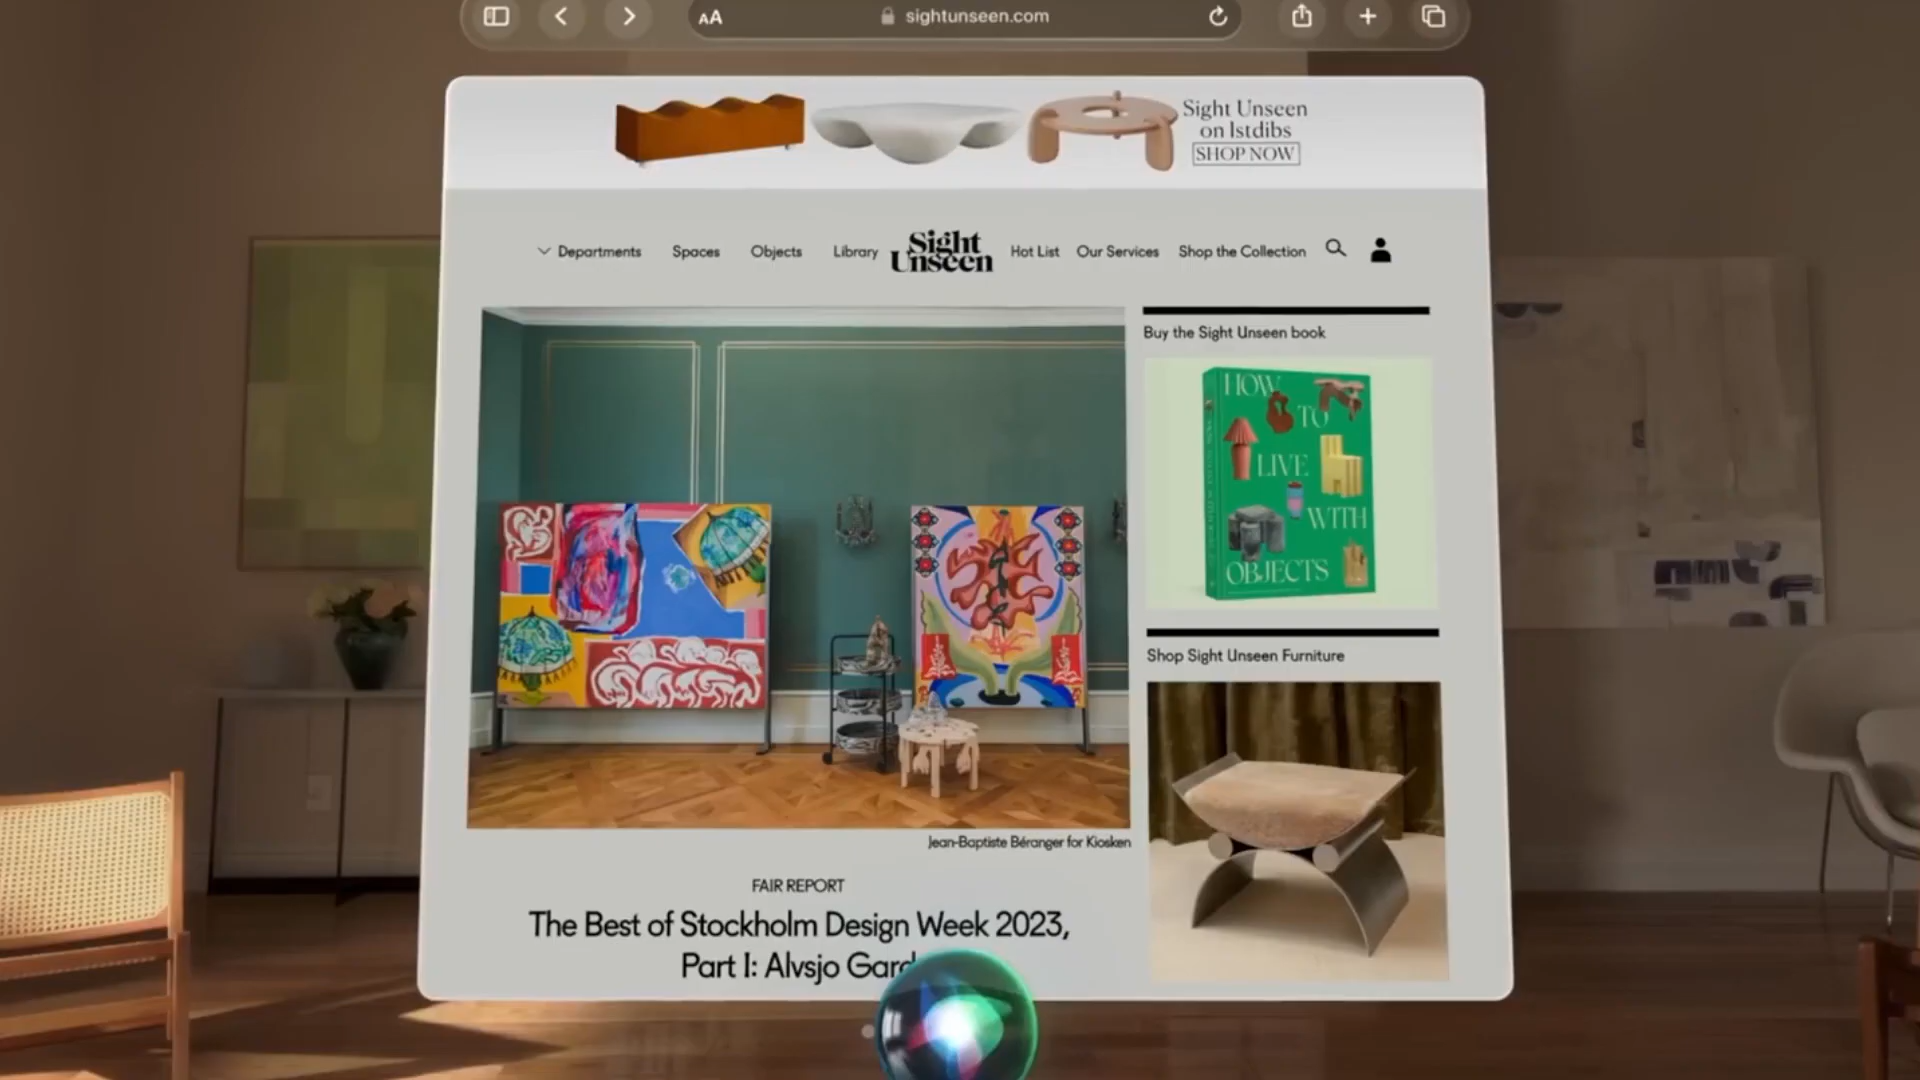 AA
sightunseen.com
Sight Unseen
on 1stdibs
SHOP NOW
Departments
Spaces
Objects
Library
Sight
Unseen
Hot List
Our Services
Shop the Collection
Buy the Sight Unseen book
HOW
TO
LIVE
WITH
OBJECTS
Jean-Baptiste Béranger for Kiosken
Shop Sight Unseen Furniture
FAIR REPORT
The Best of Stockholm Design Week 2023,
Part I: Alvsjo Gard